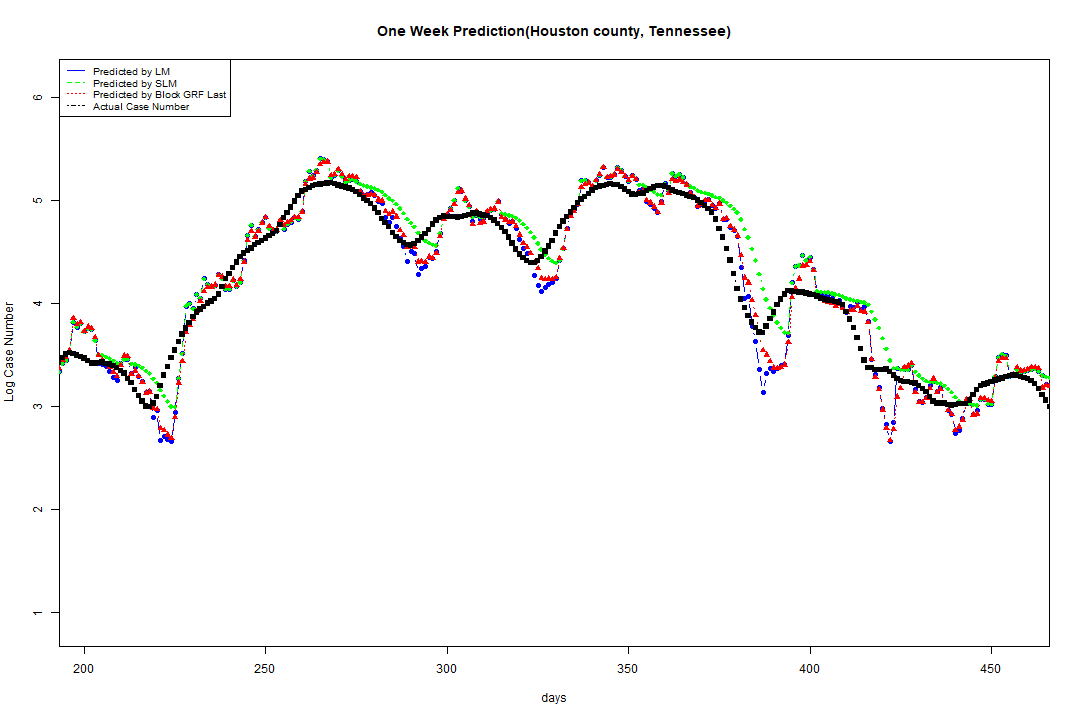 One Week Prediction(Houston county, Tennessee)
Predicted by LM
Predicted by SLM
Predicted by Block GRF Last
Actual Case Number
6
5
4
3
2
1
Log Case Number
200 250 300 350 400 450
days